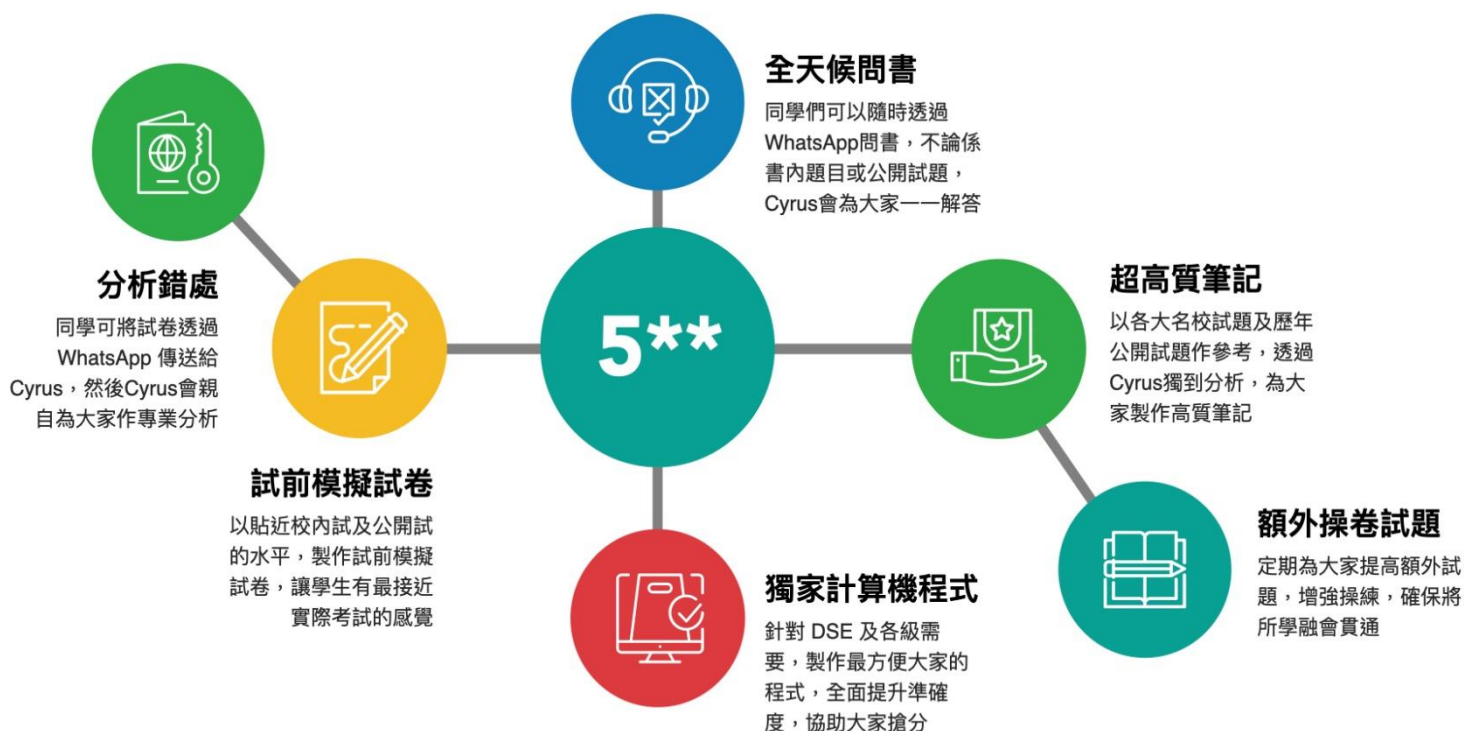 全天候問書
同學們可以隨時透過
WhatsApp問書，不論係
書內題目或公開試題，
Cyrus會為大家一一解答
分析錯處
同學可將試卷透過
WhatsApp 傳送給
Cyrus，然後Cyrus會親
自為大家作專業分析
5**
超高質筆記
以各大名校試題及歷年
公開試題作參考，透過
Cyrus獨到分析，為大
家製作高質筆記
試前模擬試卷
以貼近校內試及公開試
的水平，製作試前模擬
試卷，讓學生有最接近
實際考試的感覺
獨家計算機程式
針對 DSE 及各級需
要，製作最方便大家的
程式，全面提升準確
度，協助大家搶分
額外操卷試題
定期為大家提高額外試
題，增強操練，確保將
所學融會貫通